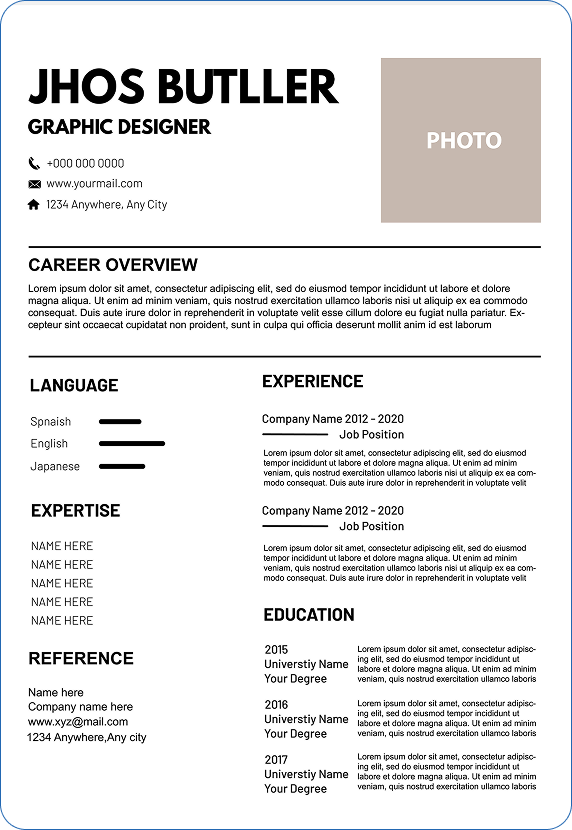 JHOS BUTLLER
GRAPHIC DESIGNER
+000 000 0000
www.yourmail.com
1234 Anywhere, Any City
PHOTO
CAREER OVERVIEW
Lorem ipsum dolor sit amet, consectetur adipiscing elit, sed do eiusmod tempor incididunt ut labore et dolore
magna aliqua. Ut enim ad minim veniam, quis nostrud exercitation ullamco laboris nisi ut aliquip ex ea commodo
consequat. Duis aute irure dolor in reprehenderit in voluptate velit esse cillum dolore eu fugiat nulla pariatur. Ex-
cepteur sint occaecat cupidatat non proident, sunt in culpa qui officia deserunt mollit anim id est laborum
LANGUAGE
Spnaish
English
Japanese
EXPERTISE
NAME HERE
NAME HERE
NAME HERE
NAME HERE
NAME HERE
REFERENCE
Name here
Company name here
www.xyz@mail.com
1234 Anywhere,Any city
EXPERIENCE
Company Name 2012 - 2020
Job Position
Lorem ipsum dolor sit amet, consectetur adipiscing elit, sed do eiusmod
tempor incididunt ut labore et dolore magna aliqua. Ut enim ad minim
veniam, quis nostrud exercitation ullamco laboris nisi ut aliquip ex ea com-
modo consequat. Duis aute irure dolor in reprehenderit in voluptate velit
Company Name 2012 - 2020
Job Position
Lorem ipsum dolor sit amet, consectetur adipiscing elit, sed do eiusmod
tempor incididunt ut labore et dolore magna aliqua. Ut enim ad minim
veniam, quis nostrud exercitation ullamco laboris nisi ut aliquip ex ea com-
modo consequat. Duis aute irure dolor in reprehenderit in voluptate velit
EDUCATION
2015
Universtiy Name
Your Degree
Lorem ipsum dolor sit amet, consectetur adipisc-
ing elit, sed do eiusmod tempor incididunt ut
labore et dolore magna aliqua. Ut enim ad minim
veniam, quis nostrud exercitation ullamco laboris
2016
Universtiy Name
Your Degree
Lorem ipsum dolor sit amet, consectetur adipisc-
ing elit, sed do eiusmod tempor incididunt ut
labore et dolore magna aliqua. Ut enim ad minim
veniam, quis nostrud exercitation ullamco laboris
2017
Universtiy Name
Your Degree
Lorem ipsum dolor sit amet, consectetur adipisc-
ing elit, sed do eiusmod tempor incididunt ut
labore et dolore magna aliqua. Ut enim ad minim
veniam, quis nostrud exercitation ullamco laboris